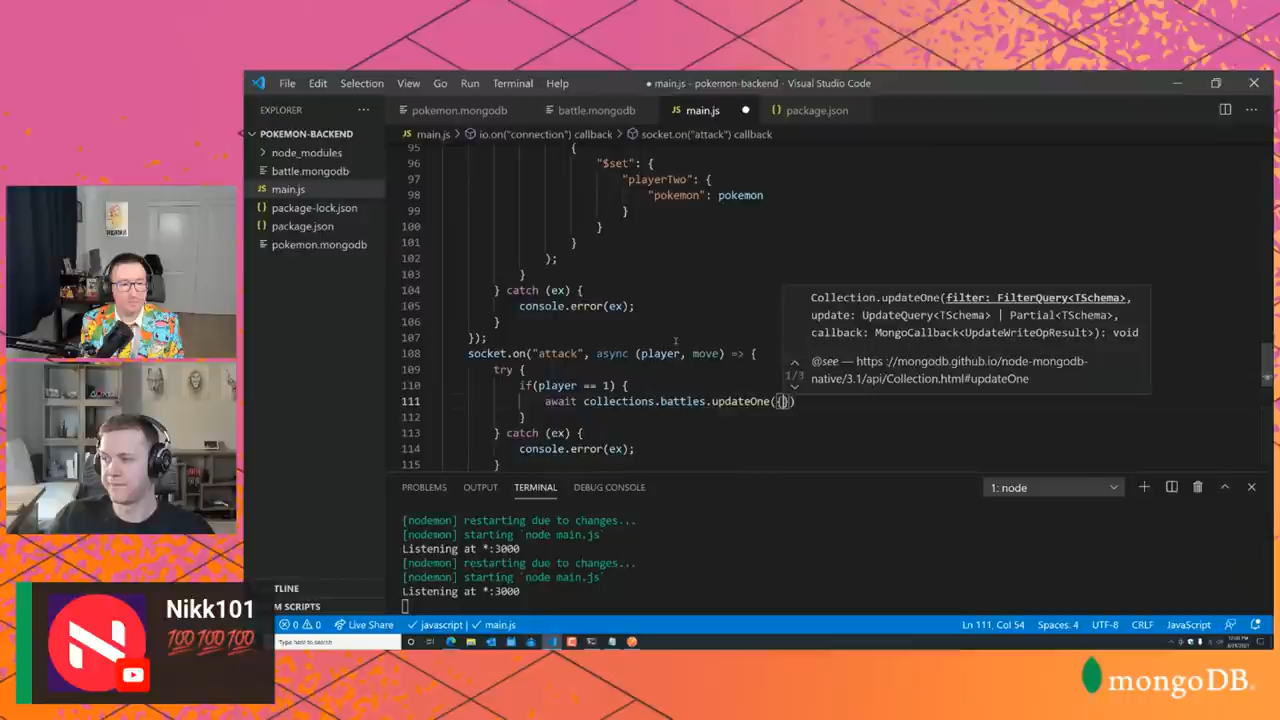 File Edit Selection View Go Run Terminal Help
● main.js - pokemon-backend - Visual Studio Code
EXPLORER
POKEMON-BACKEND
node_modules
battle.mongodb
JS main.js
{} package-lock.json
{} package.json
pokemon.mongodb
pokemon.mongodb
battle.mongodb
JS main.js ●
{} package.json
JS main.js > io.on("connection") callback > socket.on("attack") callback
95 {
96 "$set": {
97 "playerTwo": {
98 "pokemon": pokemon
99 }
100 }
101 }
102 );
103 }
104 } catch (ex) {
105 console.error(ex);
106 }
107 });
108 socket.on("attack", async (player, move) => {
109 try {
110 if(player == 1) {
111 await collections.battles.updateOne({})
112 }
113 } catch (ex) {
114 console.error(ex);
115 }
Collection.updateOne(filter: FilterQuery<TSchema>,
update: UpdateQuery<TSchema> | Partial<TSchema>,
callback: MongoCallback<UpdateWriteOpResult>): void
1/3
@see — https://mongodb.github.io/node-mongodb-
native/3.1/api/Collection.html#updateOne
PROBLEMS OUTPUT TERMINAL DEBUG CONSOLE
1: node
[nodemon] restarting due to changes...
[nodemon] starting `node main.js`
Listening at *:3000
[nodemon] restarting due to changes...
[nodemon] starting `node main.js`
Listening at *:3000
TLINE
M SCRIPTS
0 0 Live Share javascript | main.js
Ln 111, Col 54 Spaces: 4 UTF-8 CRLF JavaScript
Type here to search
Nikk101
💯💯💯
N
mongoDB.